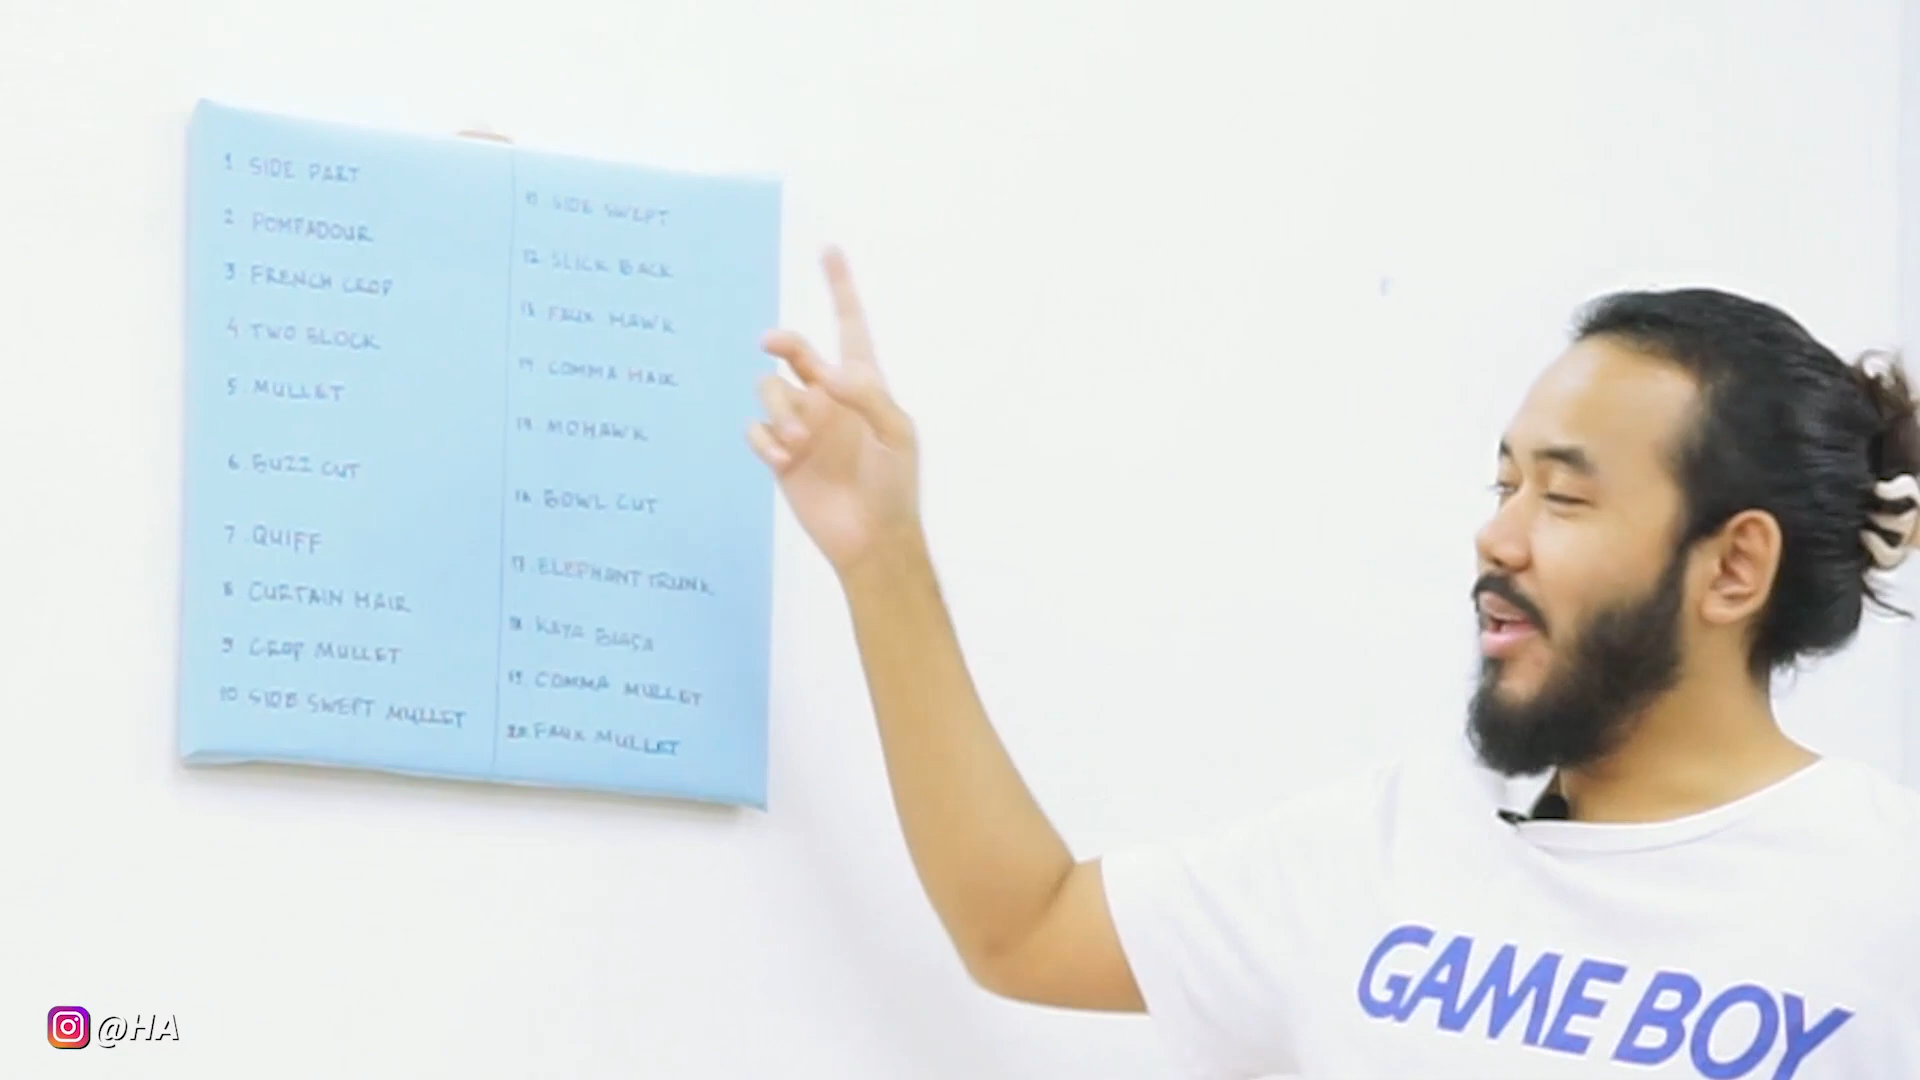 1. SIDE PART
2. POMPADOUR
3. FRENCH CROP
4. TWO BLOCK
5. MULLET
6. BUZZ CUT
7. QUIFF
8. CURTAIN HAIR
9. CROP MULLET
10 SIDE SWEPT MULLET
11 SIDE SWEPT
12. SLICK BACK
13. FAUX HAWK
14. COMMA HAIR
15. MOHAWK
16. BOWL CUT
17. ELEPHANT TRUNK
18. KAYA BIASA
19. COMMA MULLET
20. FAUX MULLET
GAME BOY
@HA